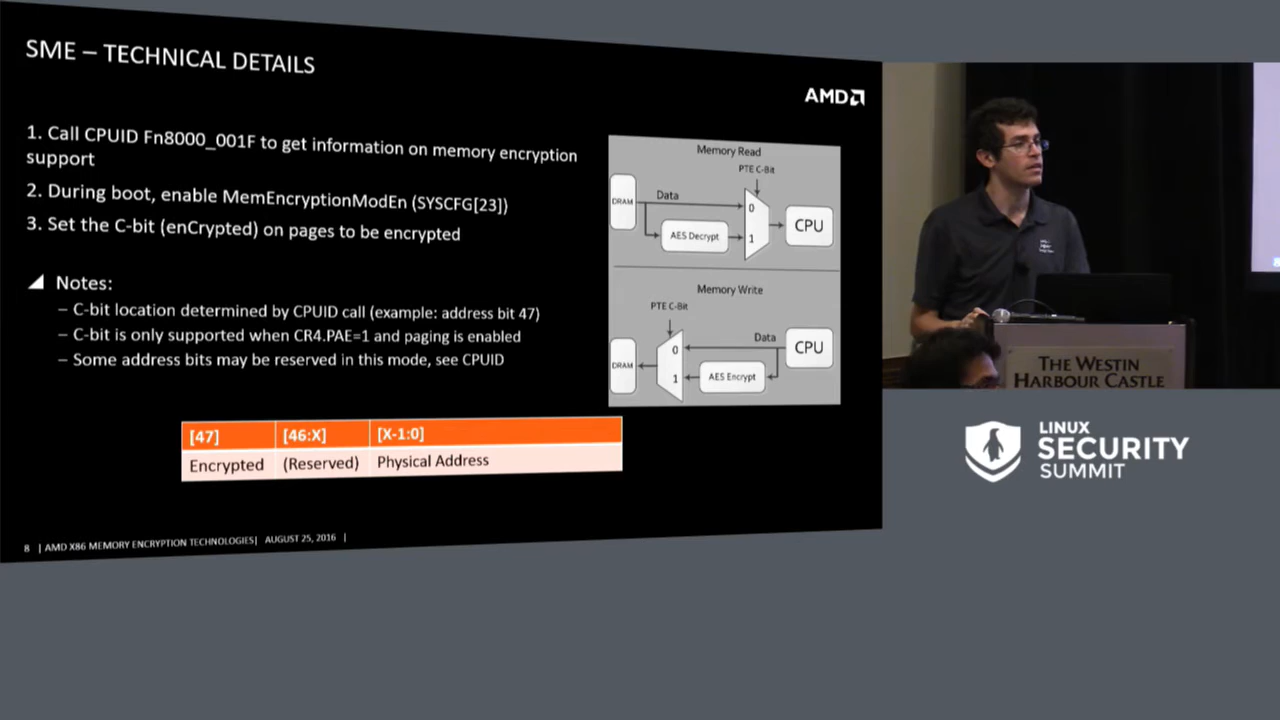 SME – TECHNICAL DETAILS
AMD
1. Call CPUID Fn8000_001F to get information on memory encryption
support
2. During boot, enable MemEncryptionModEn (SYSCFG[23])
3. Set the C-bit (enCrypted) on pages to be encrypted
Notes:
– C-bit location determined by CPUID call (example: address bit 47)
– C-bit is only supported when CR4.PAE=1 and paging is enabled
– Some address bits may be reserved in this mode, see CPUID
Memory Read
PTE C-Bit
DRAM
Data
0
AES Decrypt
1
CPU
Memory Write
PTE C-Bit
Data
DRAM
0
1
AES Encrypt
CPU
[47] [46:X] [X-1:0]
Encrypted (Reserved) Physical Address
8 | AMD X86 MEMORY ENCRYPTION TECHNOLOGIES| AUGUST 25, 2016 |
THE WESTIN
HARBOUR CASTLE
LINUX
SECURITY
SUMMIT